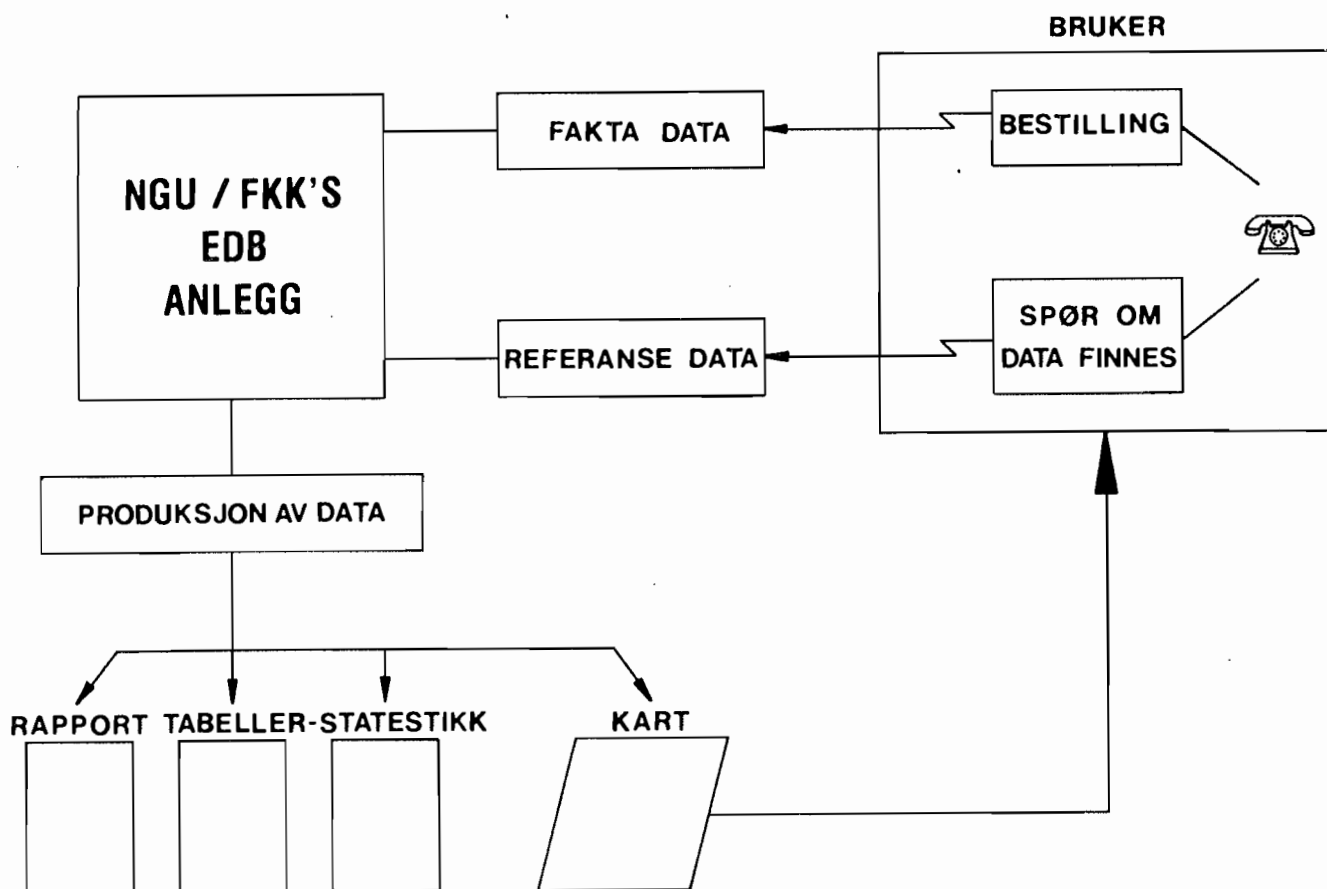 BRUKER
NGU / FKK'S
EDB
ANLEGG
FAKTA DATA
BESTILLING
REFERANSE DATA
SPØR OM
DATA FINNES
PRODUKSJON AV DATA
RAPPORT TABELLER-STATESTIKK KART